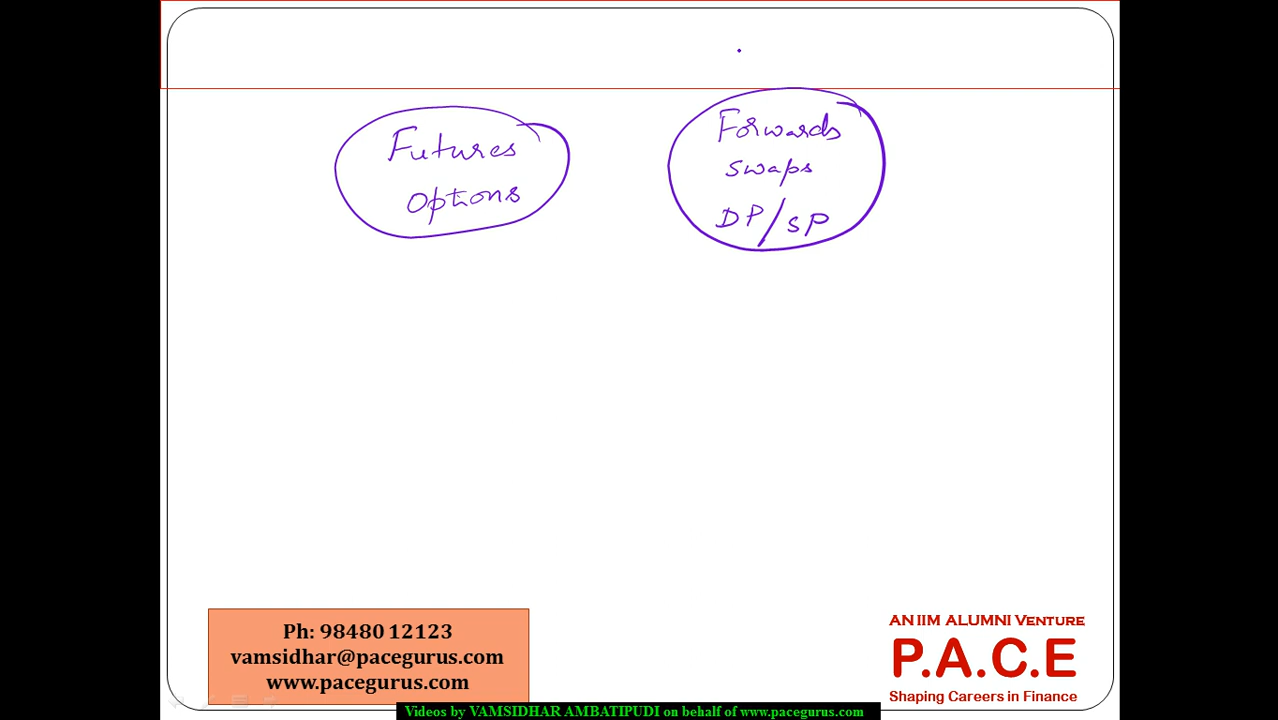 Futures
options
Forwards
swaps
DP/SP
Ph: 98480 12123
vamsidhar@pacegurus.com
www.pacegurus.com
AN IIM ALUMNI VENTURE
P.A.C.E
Shaping Careers in Finance
Videos by VAMSIDHAR AMBATIPUDI on behalf of www.pacegurus.com